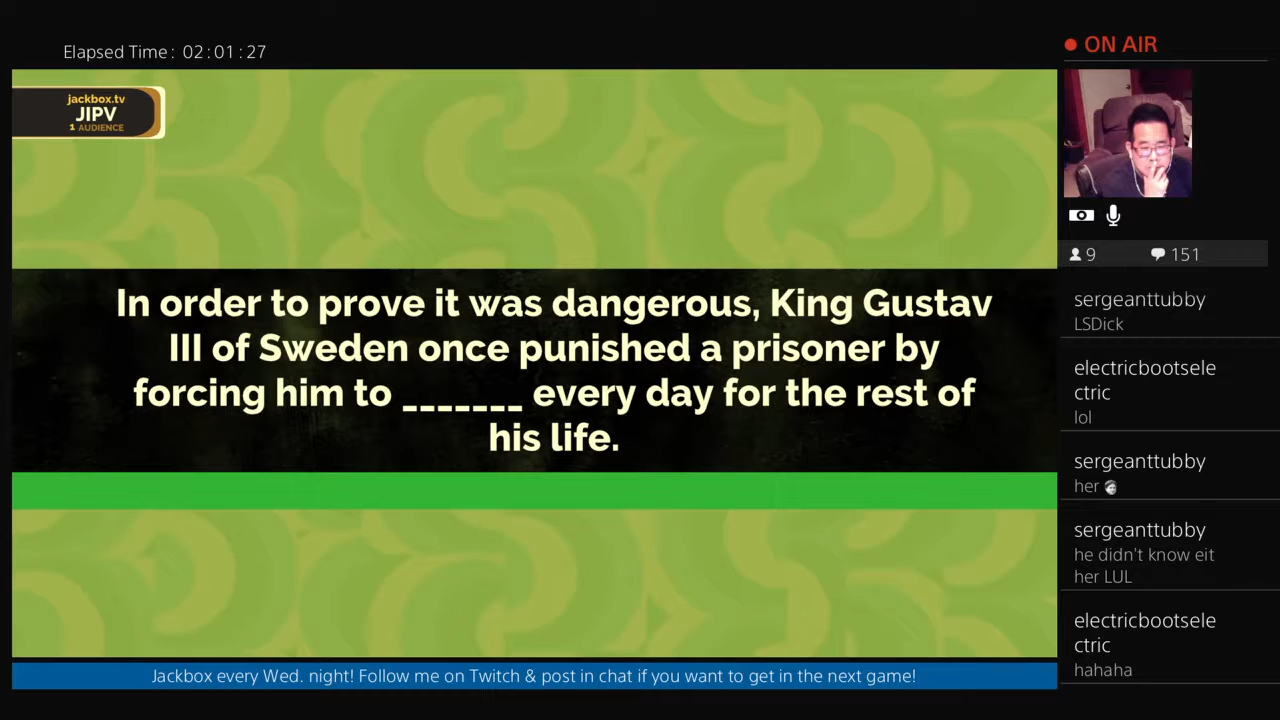 Elapsed Time: 02:01:27
ON AIR
jackbox.tv
JIPV
1 AUDIENCE
In order to prove it was dangerous, King Gustav
III of Sweden once punished a prisoner by
forcing him to _______ every day for the rest of
his life.
9 151
sergeanttubby
LSDick
electricbootsele
ctric
lol
sergeanttubby
her
sergeanttubby
he didn't know eit
her LUL
electricbootsele
ctric
hahaha
Jackbox every Wed. night! Follow me on Twitch & post in chat if you want to get in the next game!